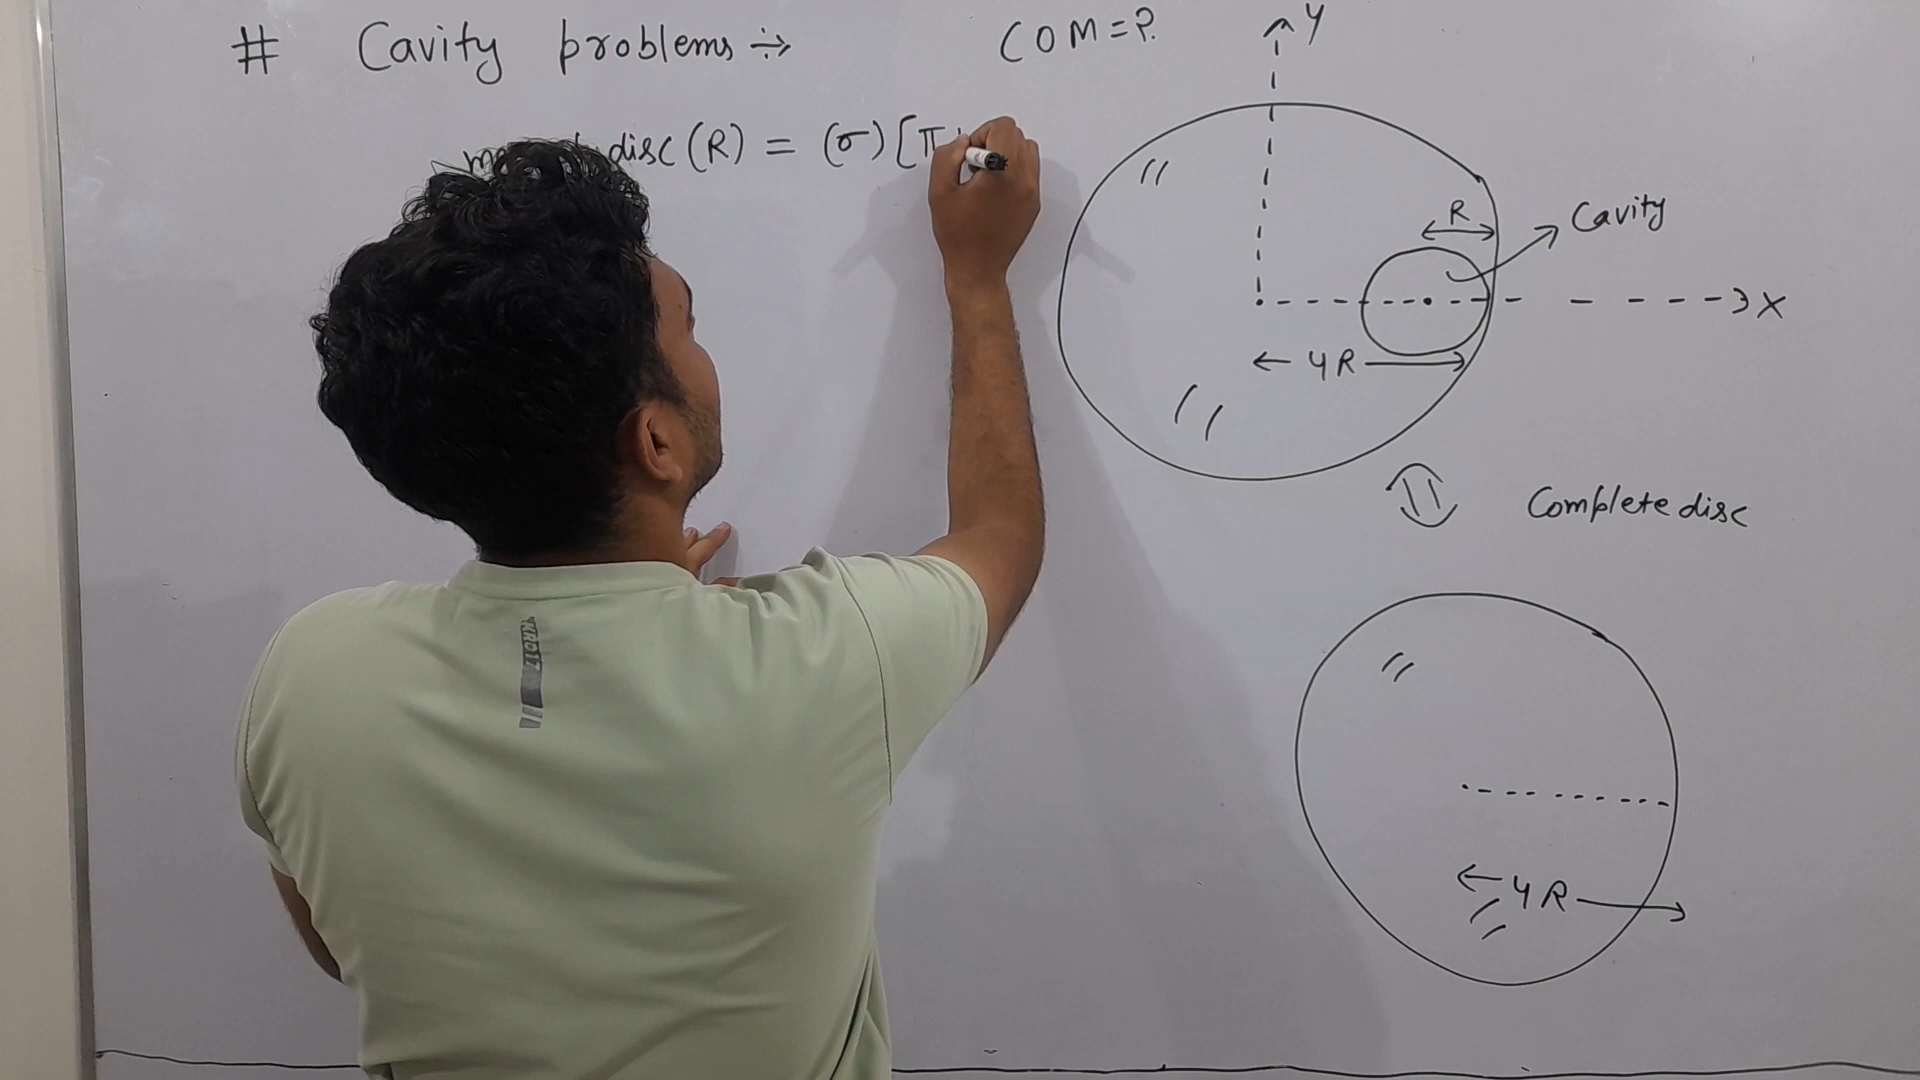 # Cavity problems ÷>
COM=?
Y
disc (R) = (σ) [π
R
Cavity
X
4R
Complete disc
4R